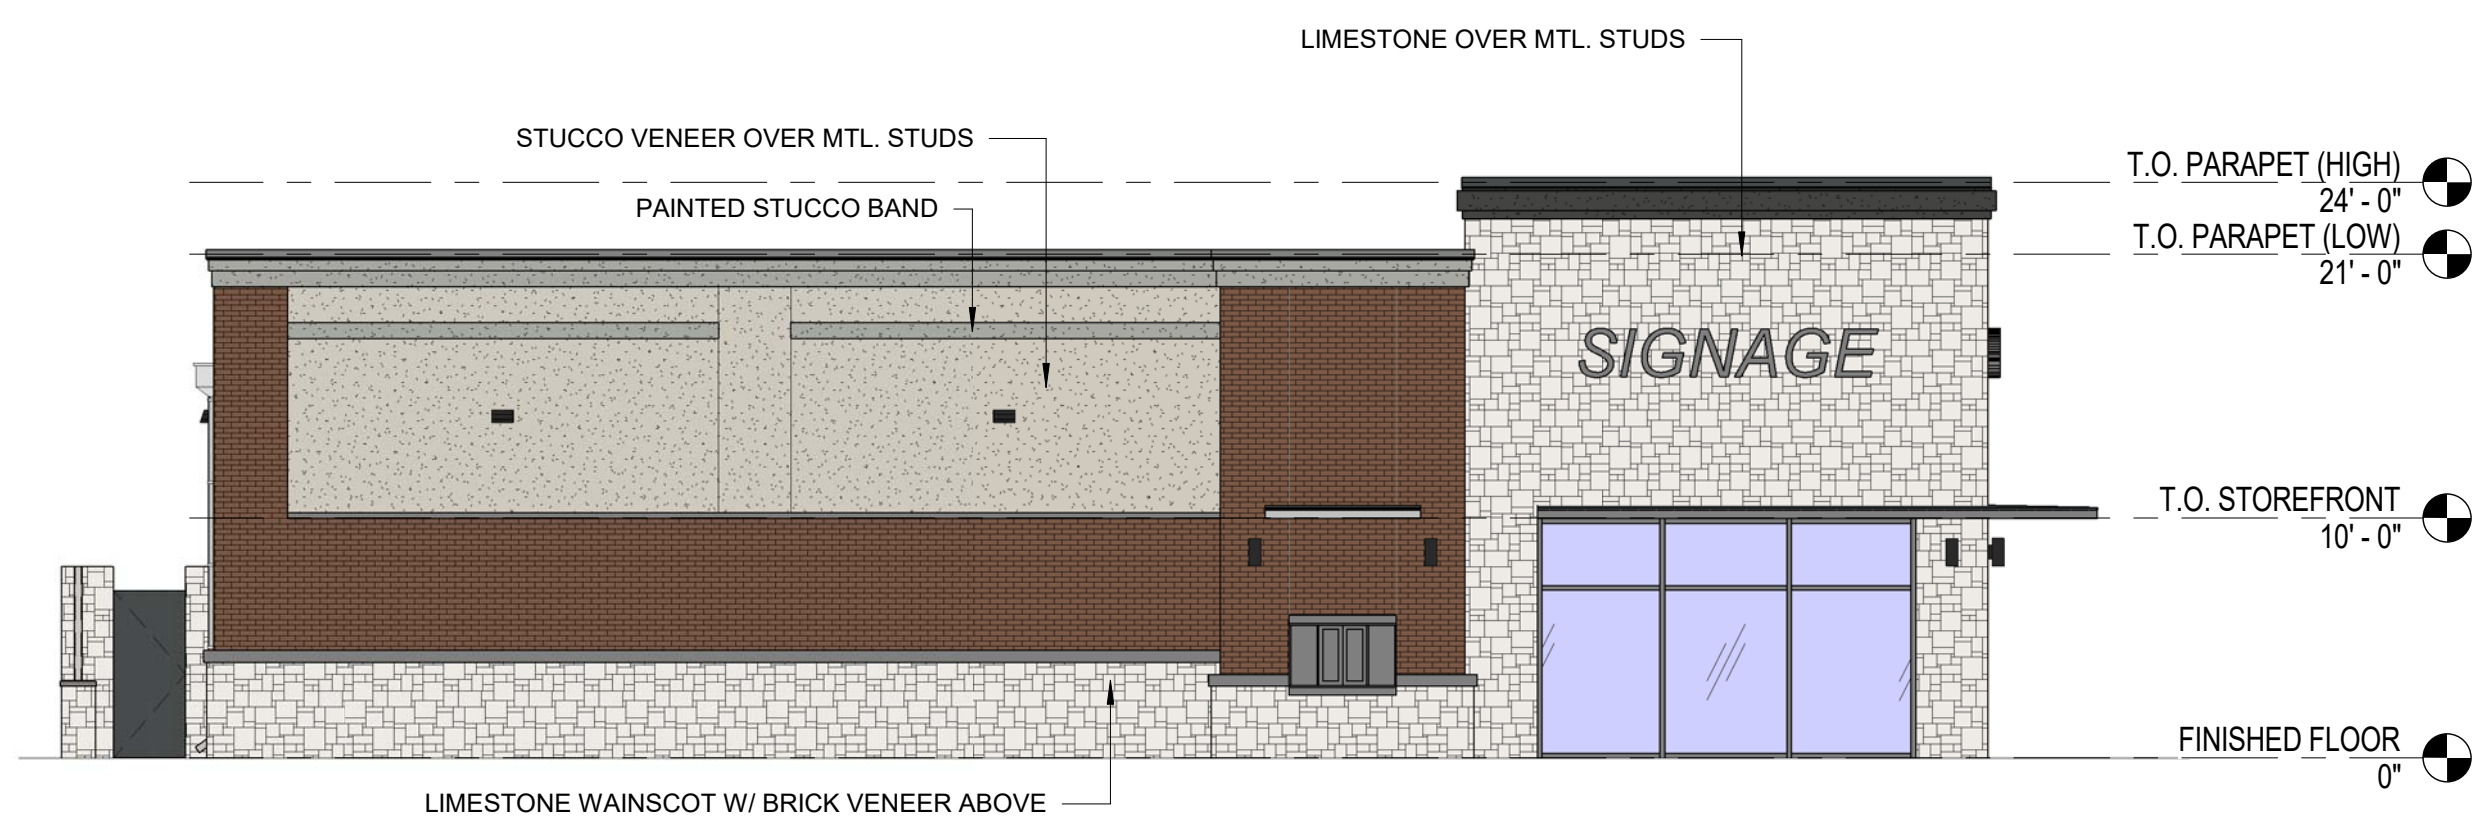 LIMESTONE OVER MTL. STUDS
STUCCO VENEER OVER MTL. STUDS
PAINTED STUCCO BAND
T.O. PARAPET (HIGH)
24' - 0"
T.O. PARAPET (LOW)
21' - 0"
SIGNAGE
T.O. STOREFRONT
10' - 0"
FINISHED FLOOR
0"
LIMESTONE WAINSCOT W/ BRICK VENEER ABOVE